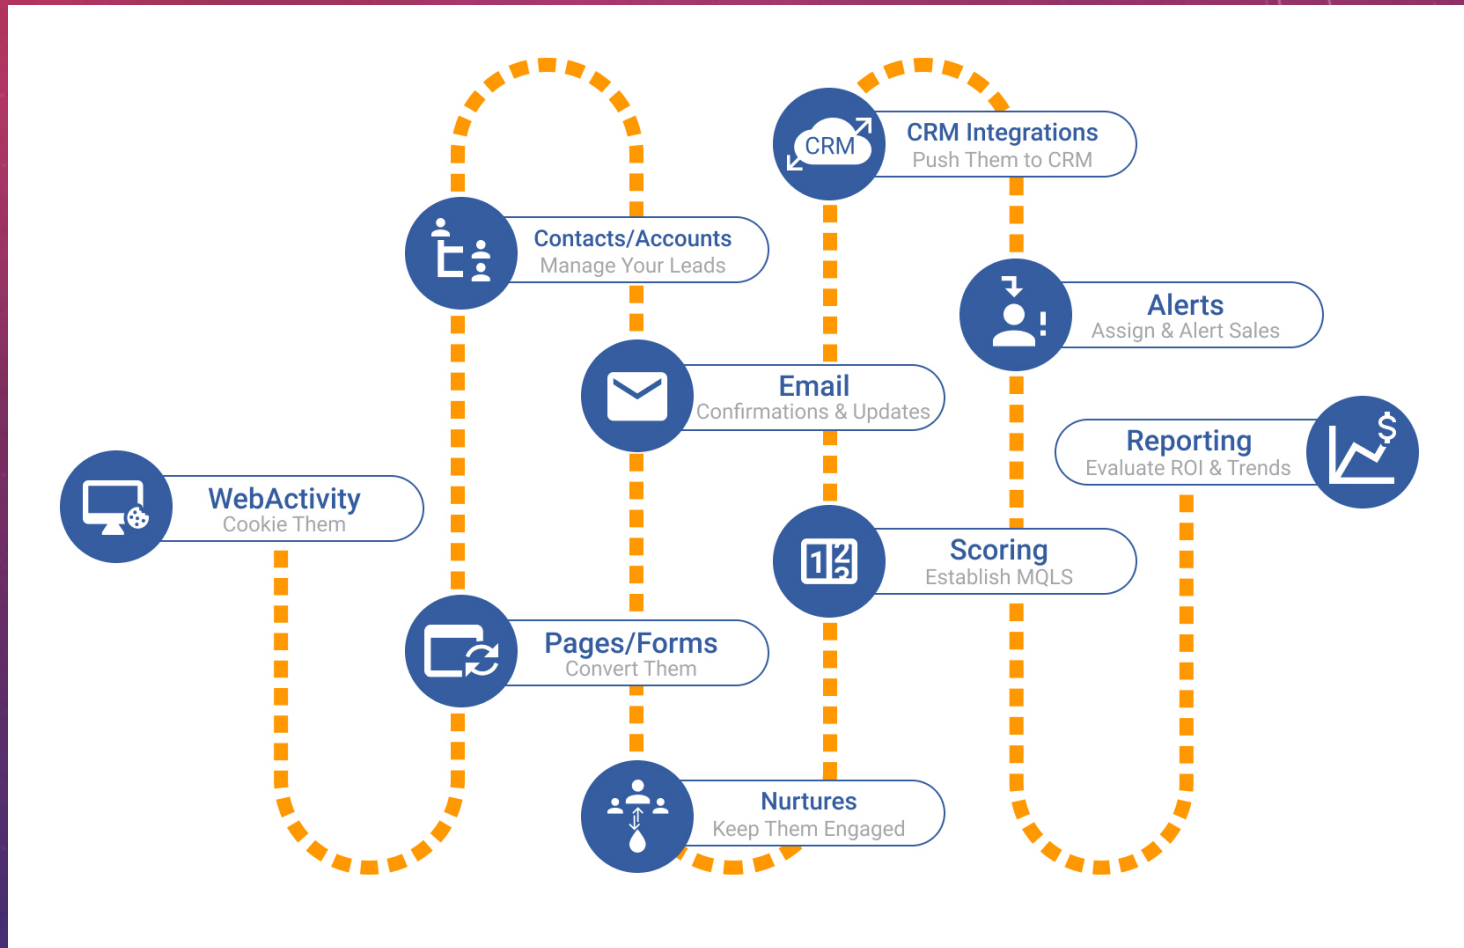 WebActivity
Cookie Them
Pages/Forms
Convert Them
Contacts/Accounts
Manage Your Leads
Email
Confirmations & Updates
Nurtures
Keep Them Engaged
123
Scoring
Establish MQLS
CRM
CRM Integrations
Push Them to CRM
!
Alerts
Assign & Alert Sales
Reporting
Evaluate ROI & Trends
$